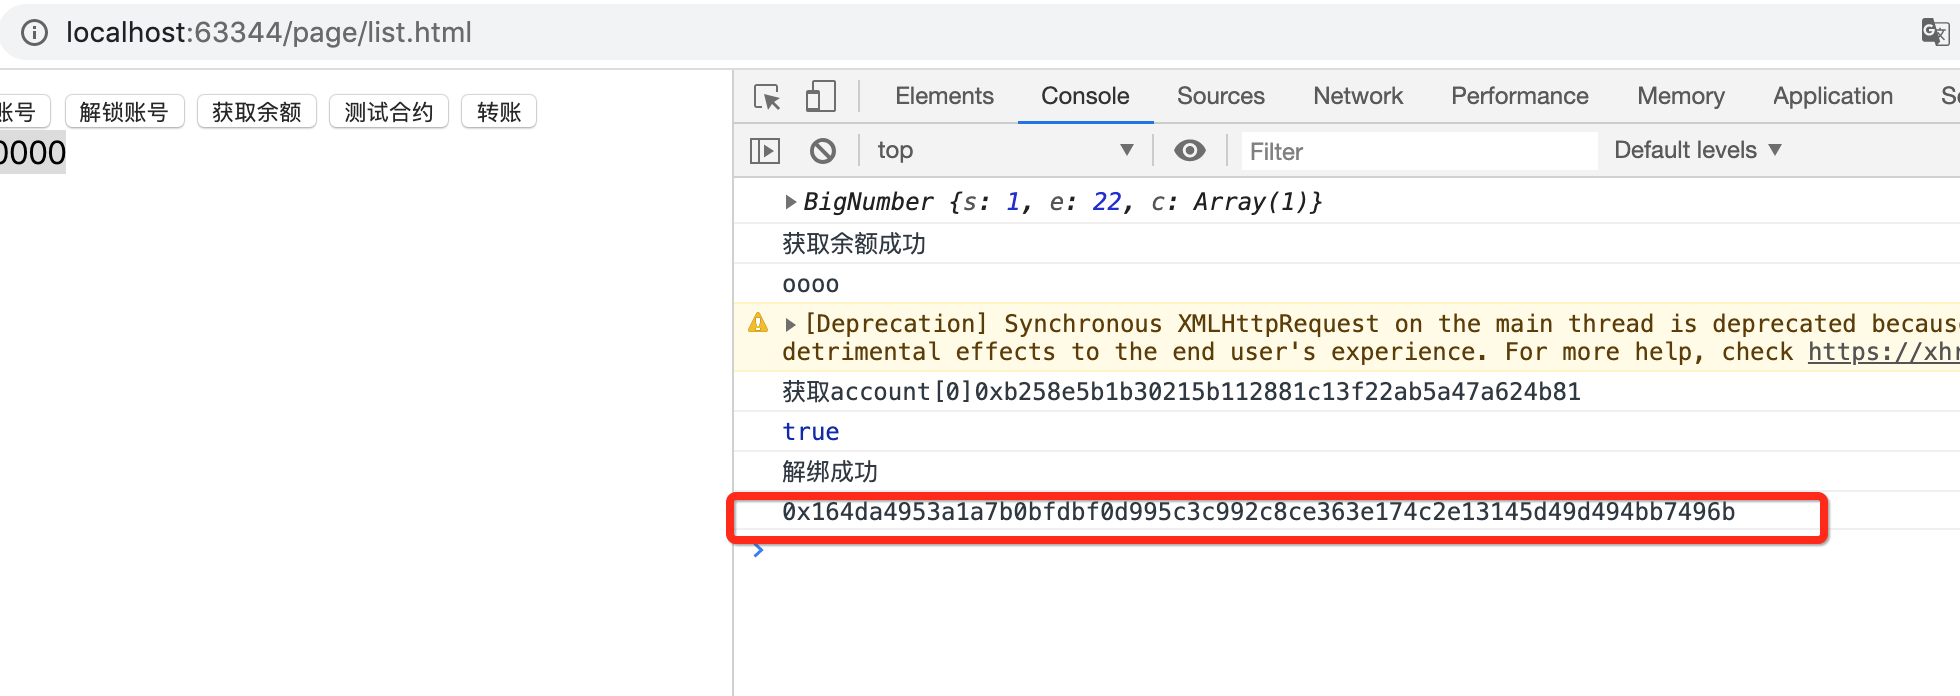 localhost:63344/page/list.html
账号 解锁账号 获取余额 测试合约 转账
0000
Elements Console Sources Network Performance Memory Application
top Filter Default levels
BigNumber {s: 1, e: 22, c: Array(1)}
获取余额成功
oooo
[Deprecation] Synchronous XMLHttpRequest on the main thread is deprecated becaus
detrimental effects to the end user's experience. For more help, check https://xhr
获取account[0]0xb258e5b1b30215b112881c13f22ab5a47a624b81
true
解绑成功
0x164da4953a1a7b0bfdbf0d995c3c992c8ce363e174c2e13145d49d494bb7496b